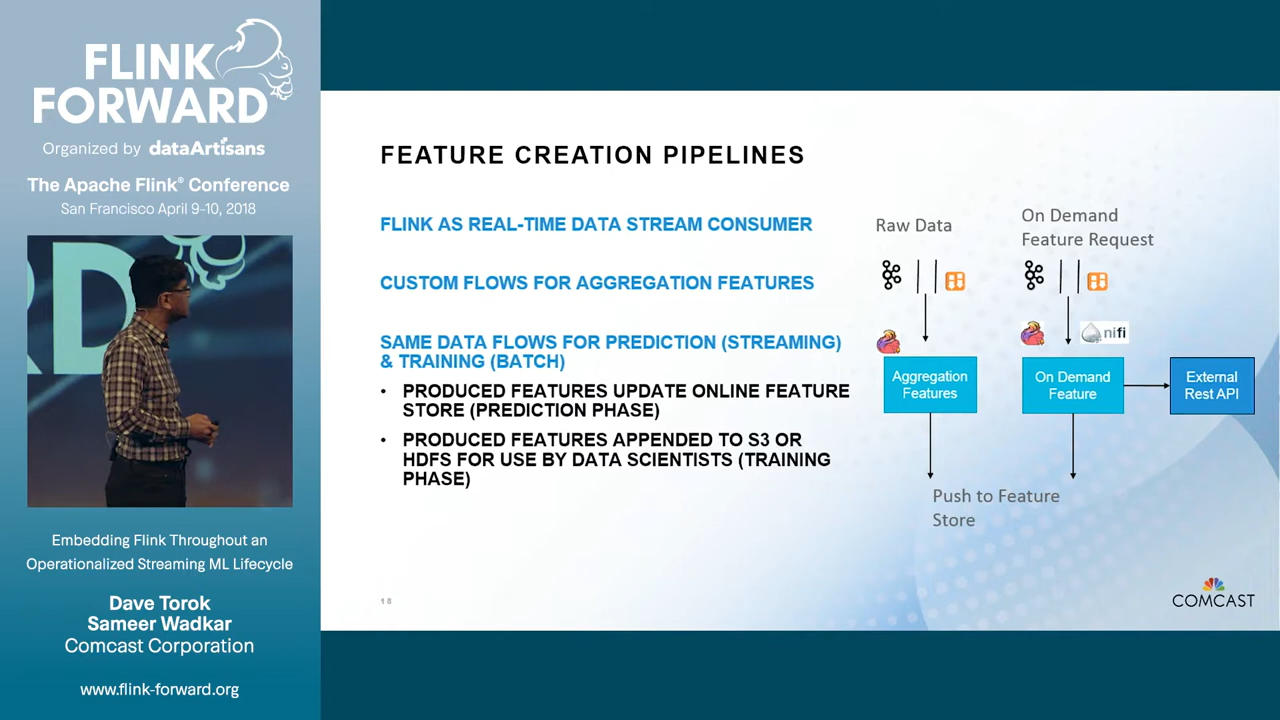 FLINK
FORWARD
Organized by dataArtisans
The Apache Flink® Conference
San Francisco April 9-10, 2018
Embedding Flink Throughout an
Operationalized Streaming ML Lifecycle
Dave Torok
Sameer Wadkar
Comcast Corporation
www.flink-forward.org
FEATURE CREATION PIPELINES
FLINK AS REAL-TIME DATA STREAM CONSUMER
CUSTOM FLOWS FOR AGGREGATION FEATURES
SAME DATA FLOWS FOR PREDICTION (STREAMING)
& TRAINING (BATCH)
• PRODUCED FEATURES UPDATE ONLINE FEATURE
STORE (PREDICTION PHASE)
• PRODUCED FEATURES APPENDED TO S3 OR
HDFS FOR USE BY DATA SCIENTISTS (TRAINING
PHASE)
Raw Data
On Demand
Feature Request
nifi
Aggregation
Features
On Demand
Feature
External
Rest API
Push to Feature
Store
18
COMCAST